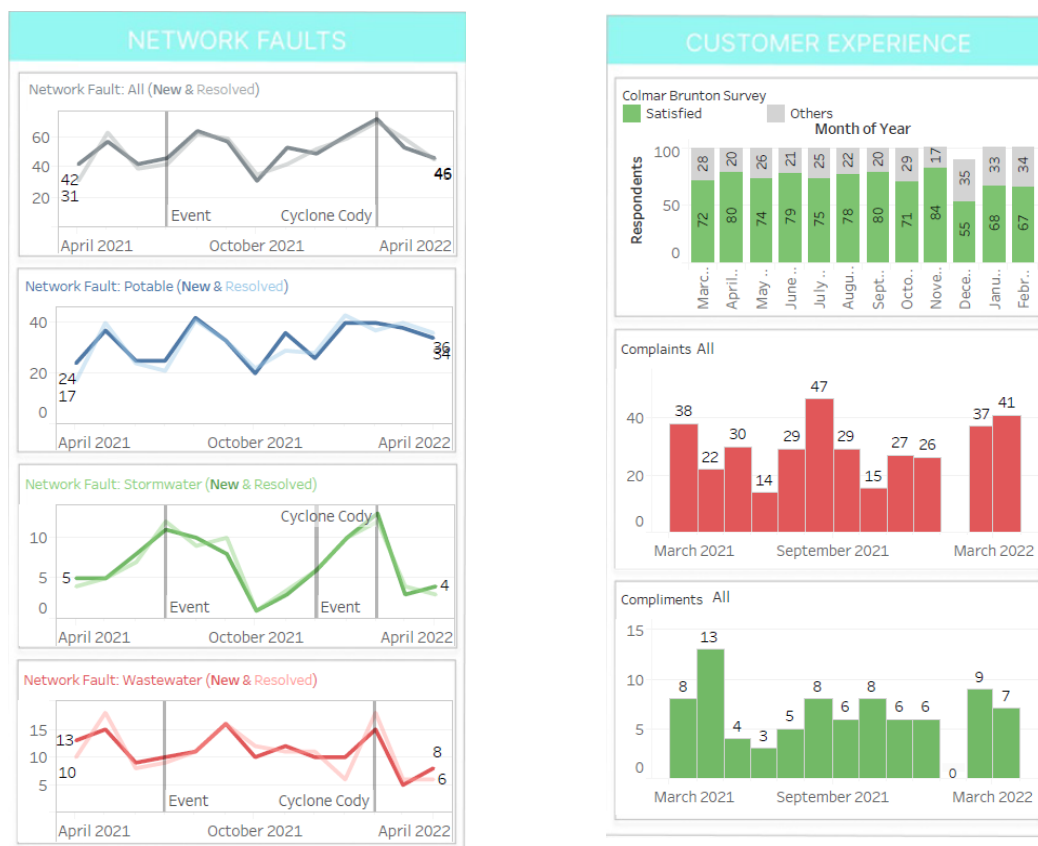 NETWORK FAULTS
Network Fault: All (New & Resolved)
60
40
20
42
31
46
Event
Cyclone Cody
April 2021
October 2021
April 2022
Network Fault: Potable (New & Resolved)
40
20
0
24
17
36
34
April 2021
October 2021
April 2022
Network Fault: Stormwater (New & Resolved)
Cyclone Cody
10
5
0
5
4
Event
Event
April 2021
October 2021
April 2022
Network Fault: Wastewater (New & Resolved)
15
10
5
13
10
8
6
Event
Cyclone Cody
April 2021
October 2021
April 2022
CUSTOMER EXPERIENCE
Colmar Brunton Survey
Satisfied
Others
Month of Year
Respondents
100
50
0
28 20 26 21 25 22 20 29 17 35 33 34
72 80 74 79 75 78 80 71 84 55 68 67
Marc.. April.. May .. June .. July .. Augu.. Sept.. Octo.. Nove.. Dece.. Janu.. Febr..
Complaints All
40
20
0
38 22 30 14 29 47 29 15 27 26 37 41
March 2021
September 2021
March 2022
Compliments All
15
10
5
0
8 13 4 3 5 8 6 8 6 6 0 9 7
March 2021
September 2021
March 2022